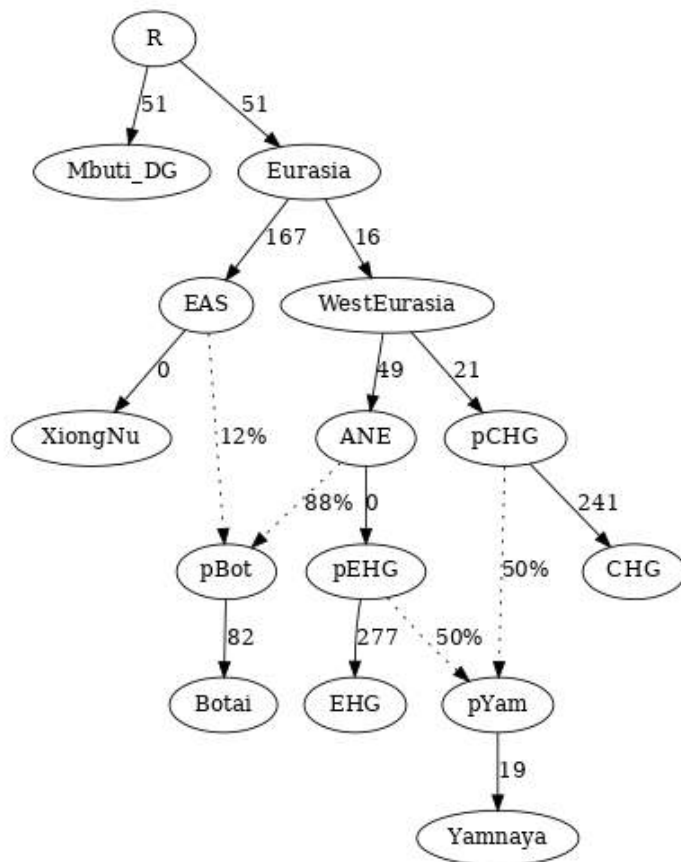 R
51 51
Mbuti_DG Eurasia
167 16
EAS WestEurasia
0 49 21
XiongNu ANE pCHG
12% 88% 0 50% 241
pBot pEHG CHG
82 277 50%
Botai EHG pYam
19
Yamnaya